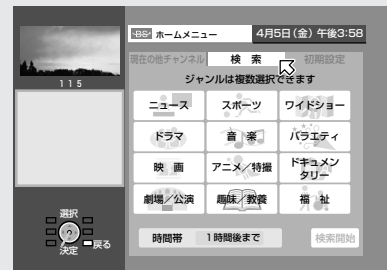 BS ホームメニュー 4月5日(金) 午後3:58
現在の他チャンネル 検索 初期設定
115
ジャンルは複数選択できます
ニュース スポーツ ワイドショー
ドラマ 音楽 バラエティ
映画 アニメ/特撮 ドキュメンタリー
劇場/公演 趣味/教養 福祉
選択
決定 戻る
時間帯 1時間後まで 検索開始